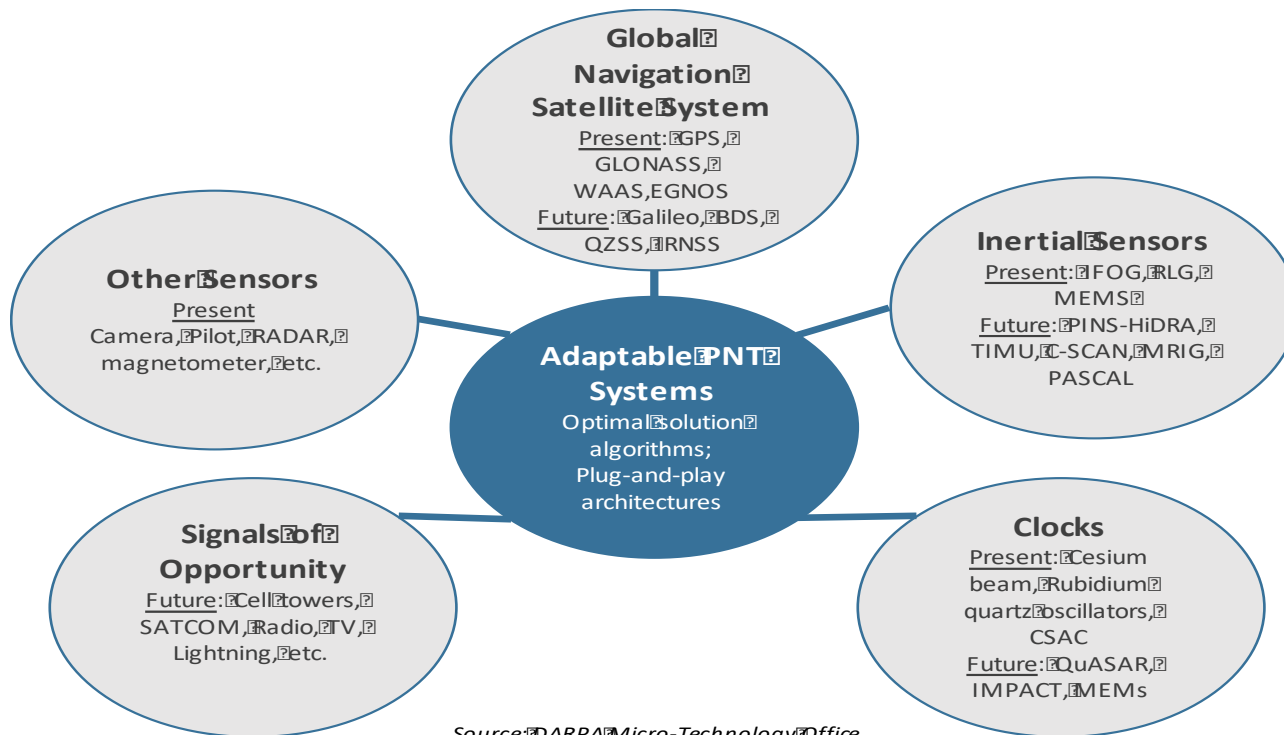 Global
Navigation
Satellite System
Present: GPS,
GLONASS,
WAAS,EGNOS
Future: Galileo, BDS,
QZSS, IRNSS
Other Sensors
Present
Camera, Pilot, RADAR,
magnetometer, etc.
Inertial Sensors
Present: IFOG, RLG,
MEMS
Future: PINS-HiDRA,
TIMU, C-SCAN, MRIG,
PASCAL
Adaptable PNT
Systems
Optimal solution
algorithms;
Plug-and-play
architectures
Signals of
Opportunity
Future: Cell towers,
SATCOM, Radio, TV,
Lightning, etc.
Clocks
Present: Cesium
beam, Rubidium
quartz oscillators,
CSAC
Future: QuASAR,
IMPACT, MEMs
Source: DARPA Micro-Technology Office